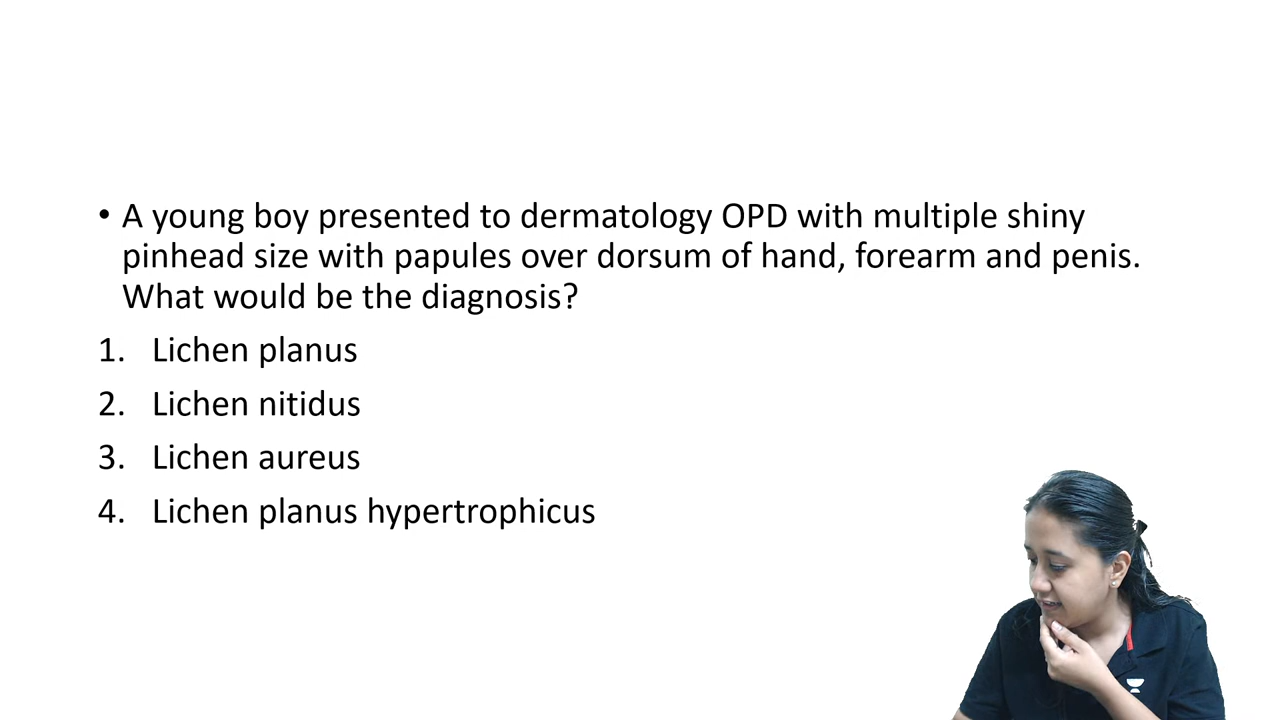 • A young boy presented to dermatology OPD with multiple shiny
pinhead size with papules over dorsum of hand, forearm and penis.
What would be the diagnosis?
1. Lichen planus
2. Lichen nitidus
3. Lichen aureus
4. Lichen planus hypertrophicus